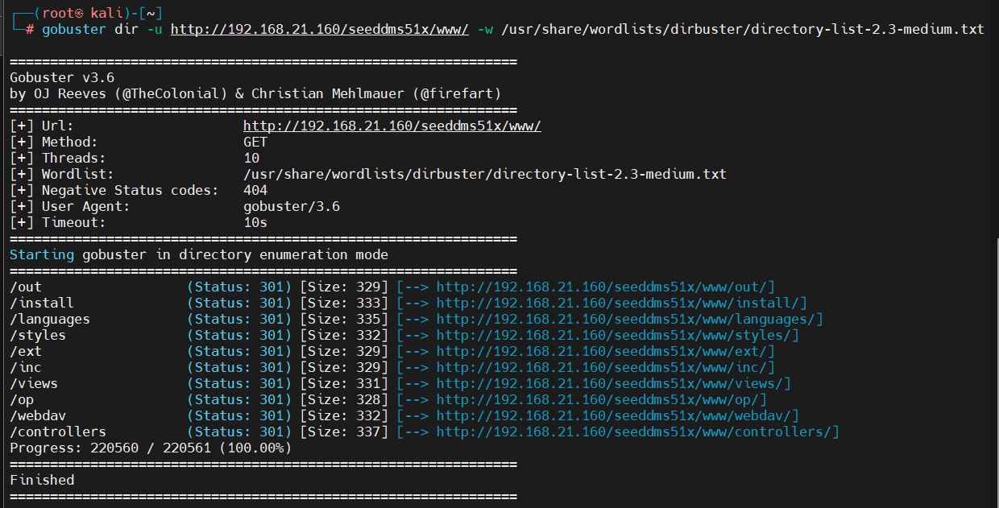 ┌──(root㉿ kali)-[~]
└─# gobuster dir -u http://192.168.21.160/seeddms51x/www/ -w /usr/share/wordlists/dirbuster/directory-list-2.3-medium.txt
===============================================================
Gobuster v3.6
by OJ Reeves (@TheColonial) & Christian Mehlmauer (@firefart)
===============================================================
[+] Url:                     http://192.168.21.160/seeddms51x/www/
[+] Method:                  GET
[+] Threads:                 10
[+] Wordlist:                /usr/share/wordlists/dirbuster/directory-list-2.3-medium.txt
[+] Negative Status codes:   404
[+] User Agent:              gobuster/3.6
[+] Timeout:                 10s
===============================================================
Starting gobuster in directory enumeration mode
===============================================================
/out                  (Status: 301) [Size: 329] [--> http://192.168.21.160/seeddms51x/www/out/]
/install              (Status: 301) [Size: 333] [--> http://192.168.21.160/seeddms51x/www/install/]
/languages            (Status: 301) [Size: 335] [--> http://192.168.21.160/seeddms51x/www/languages/]
/styles               (Status: 301) [Size: 332] [--> http://192.168.21.160/seeddms51x/www/styles/]
/ext                  (Status: 301) [Size: 329] [--> http://192.168.21.160/seeddms51x/www/ext/]
/inc                  (Status: 301) [Size: 329] [--> http://192.168.21.160/seeddms51x/www/inc/]
/views                (Status: 301) [Size: 331] [--> http://192.168.21.160/seeddms51x/www/views/]
/op                   (Status: 301) [Size: 328] [--> http://192.168.21.160/seeddms51x/www/op/]
/webdav               (Status: 301) [Size: 332] [--> http://192.168.21.160/seeddms51x/www/webdav/]
/controllers          (Status: 301) [Size: 337] [--> http://192.168.21.160/seeddms51x/www/controllers/]
Progress: 220560 / 220561 (100.00%)
===============================================================
Finished
===============================================================